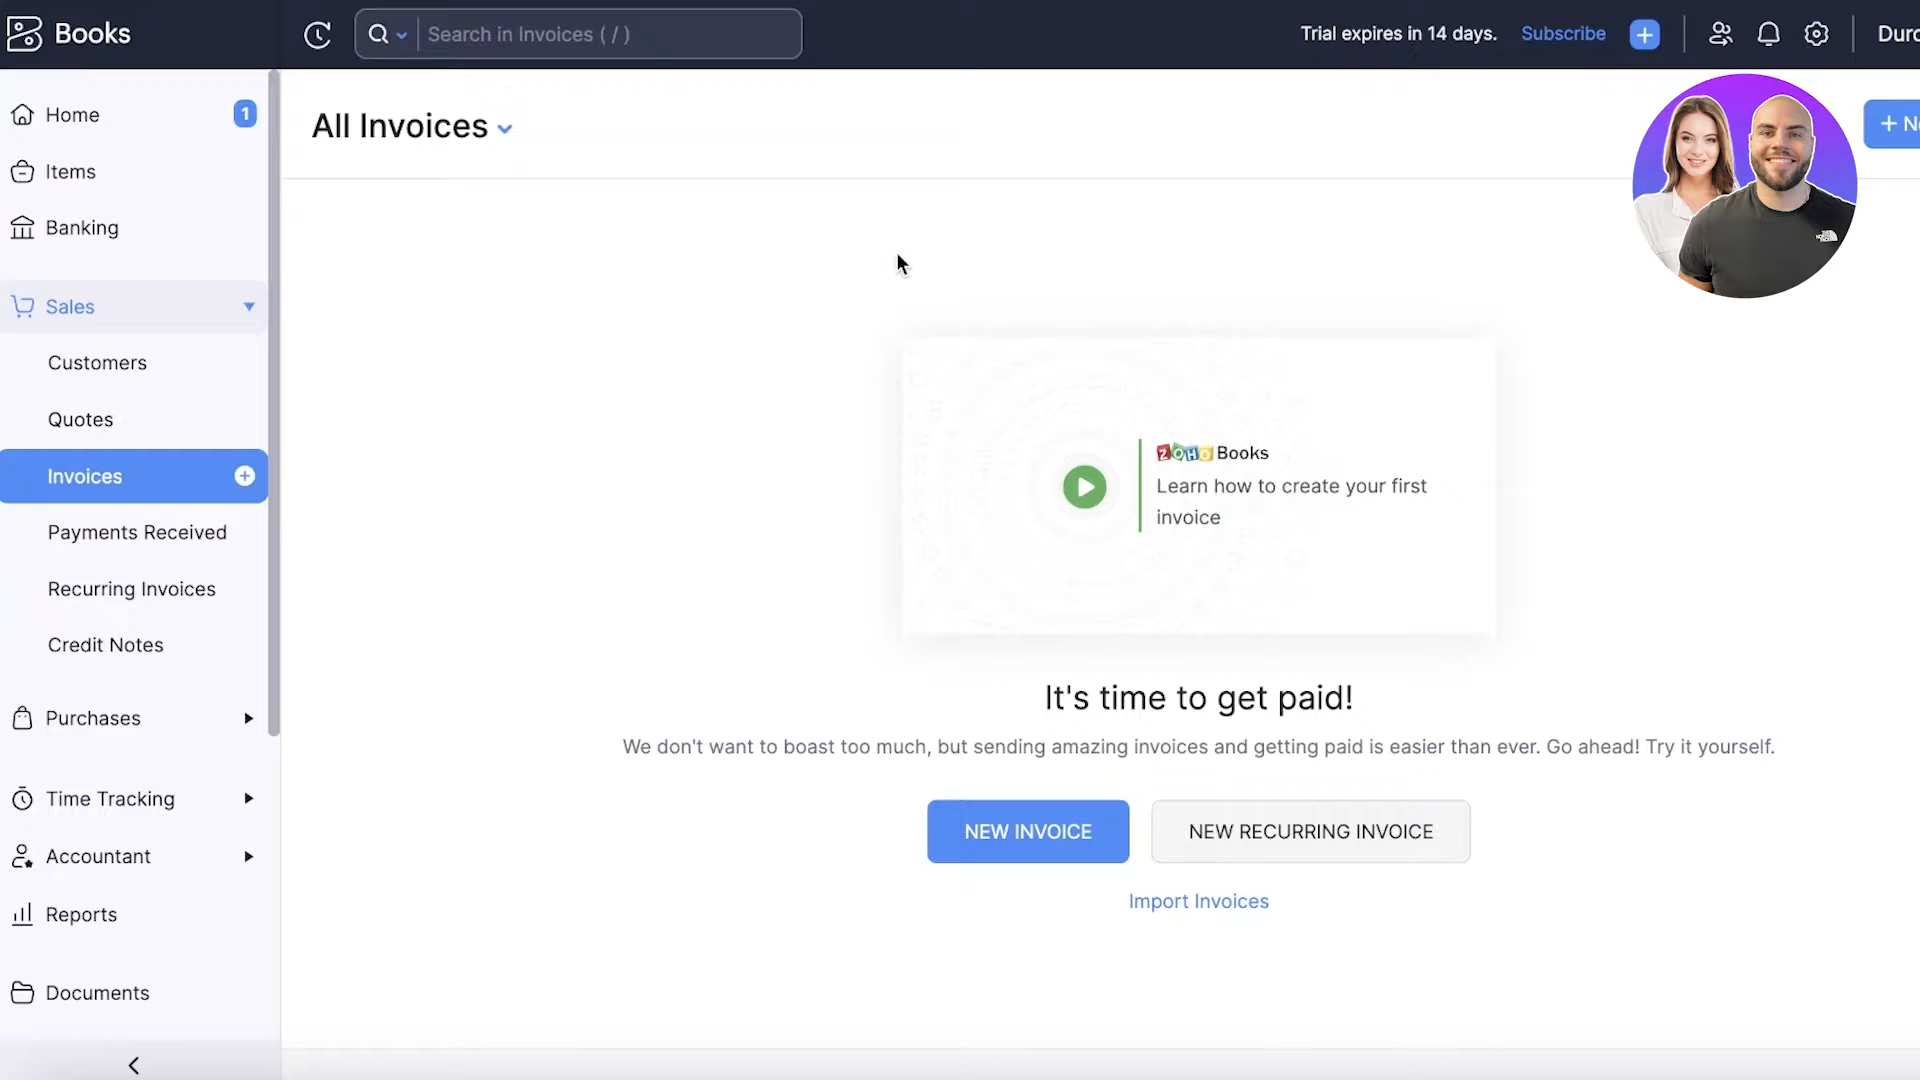 Books
Search in Invoices ( / )
Trial expires in 14 days.
Subscribe
Home
1
Items
Banking
Sales
Customers
Quotes
Invoices
Payments Received
Recurring Invoices
Credit Notes
Purchases
Time Tracking
Accountant
Reports
Documents
All Invoices
ZOHO Books
Learn how to create your first
invoice
It's time to get paid!
We don't want to boast too much, but sending amazing invoices and getting paid is easier than ever. Go ahead! Try it yourself.
NEW INVOICE
NEW RECURRING INVOICE
Import Invoices